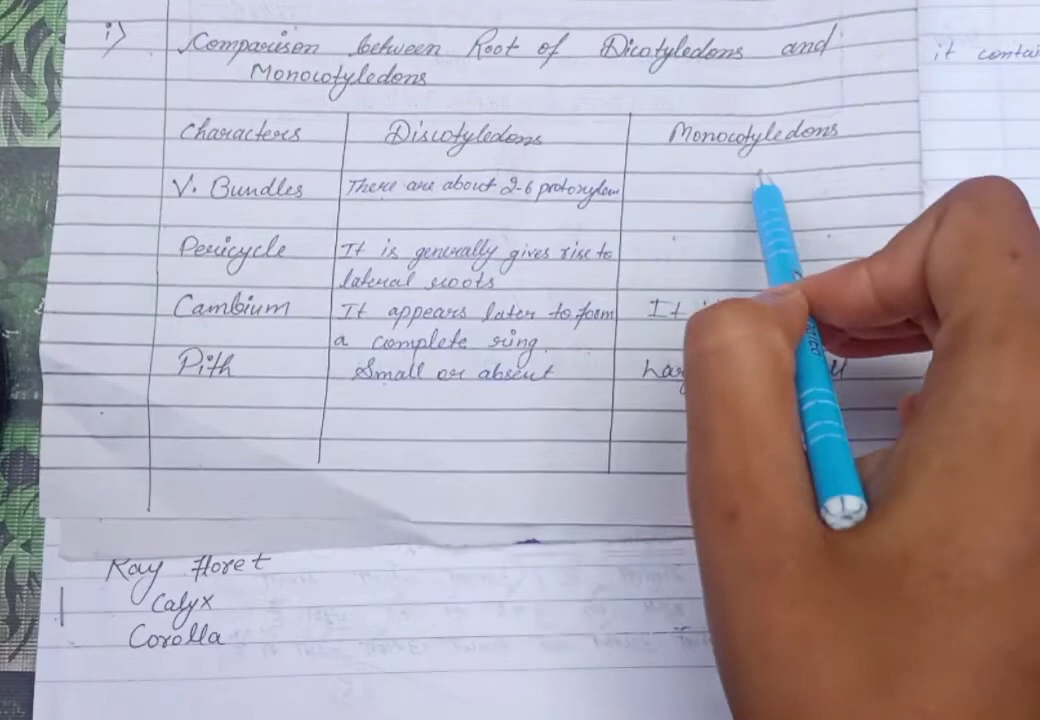 i)
Comparison between Root of Dicotyledons and
Monocotyledons
it
Characters Discotyledons Monocotyledons
V. Bundles There are about 2-6 protoxylem
Pericycle It is generally gives rise to
lateral roots
Cambium It appears later to form It
a complete ring.
Pith Small or absent
Ray floret
Calyx
Corolla